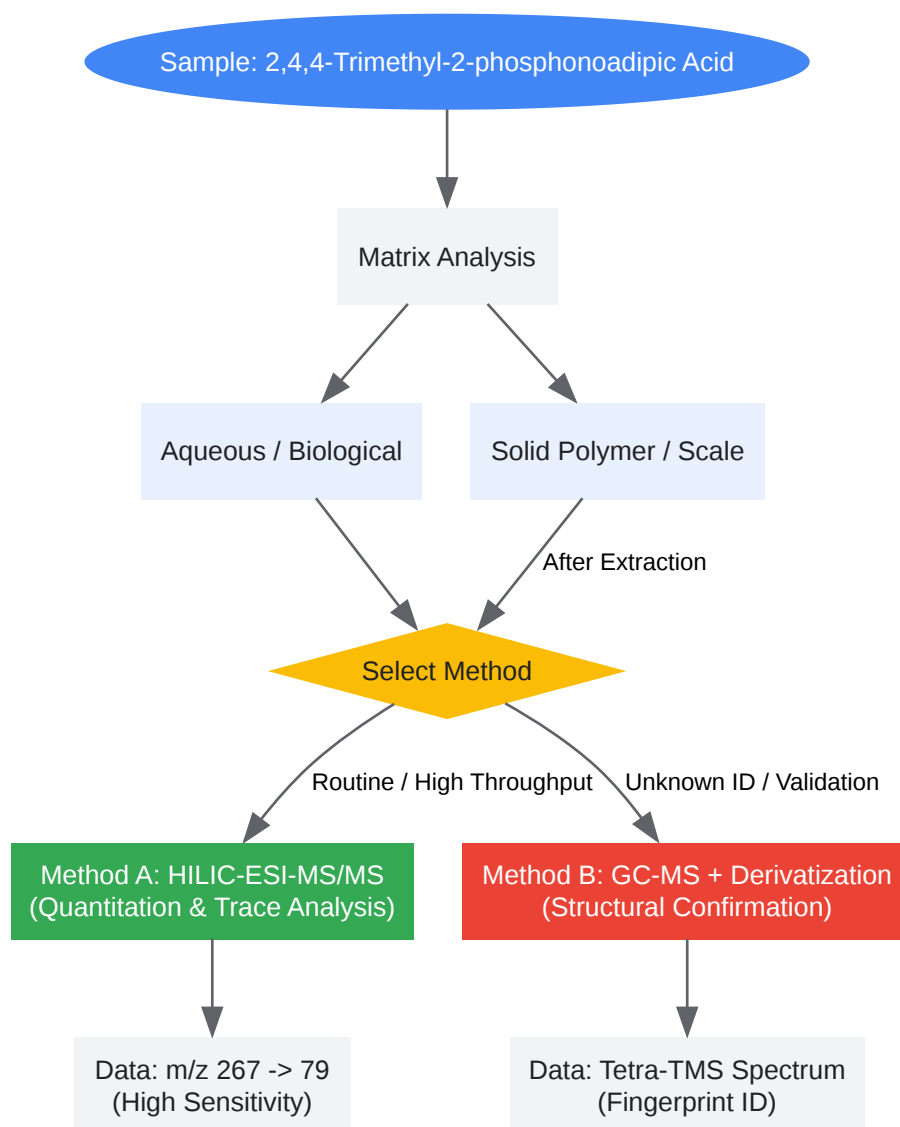 Sample: 2,4,4-Trimethyl-2-phosphonoadipic Acid
Matrix Analysis
Aqueous / Biological
Solid Polymer / Scale
After Extraction
Select Method
Routine / High Throughput
Unknown ID / Validation
Method A: HILIC-ESI-MS/MS
(Quantitation & Trace Analysis)
Method B: GC-MS + Derivatization
(Structural Confirmation)
Data: m/z 267 -> 79
(High Sensitivity)
Data: Tetra-TMS Spectrum
(Fingerprint ID)